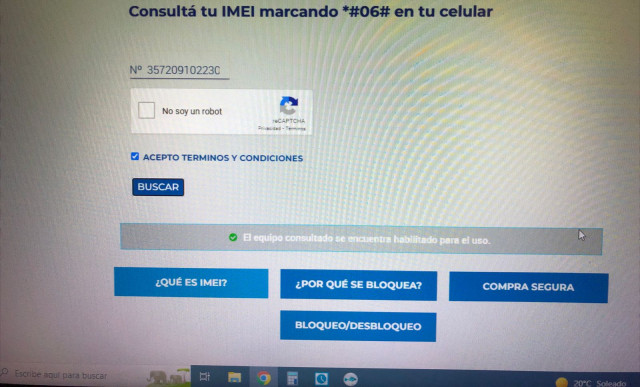 Consultá tu IMEI marcando *#06# en tu celular
Nº 35720910223C
No soy un robot
reCAPTCHA
Privacidad - Términos
ACEPTO TERMINOS Y CONDICIONES
BUSCAR
El equipo consultado se encuentra habilitado para el uso.
¿QUÉ ES IMEI?
¿POR QUÉ SE BLOQUEA?
COMPRA SEGURA
BLOQUEO/DESBLOQUEO
Escribe aquí para buscar
20°C Soleado